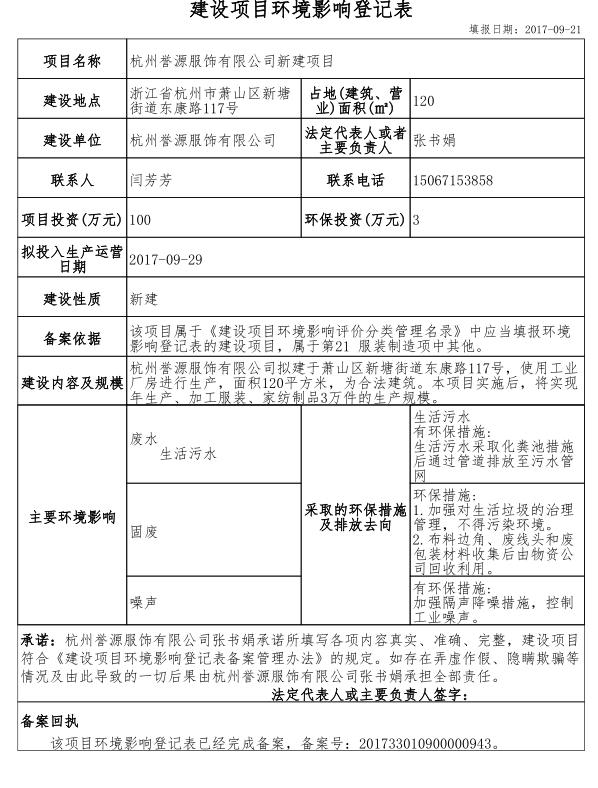 建设项目环境影响登记表
填报日期：2017-09-21
项目名称
杭州誉源服饰有限公司新建项目
建设地点
浙江省杭州市萧山区新塘
街道东康路117号
占地(建筑、营
业)面积(㎡)
120
建设单位
杭州誉源服饰有限公司
法定代表人或者
主要负责人
张书娟
联系人
闫芳芳
联系电话
15067153858
项目投资(万元)
100
环保投资(万元)
3
拟投入生产运营
日期
2017-09-29
建设性质
新建
备案依据
该项目属于《建设项目环境影响评价分类管理名录》中应当填报环境
影响登记表的建设项目，属于第21 服装制造项中其他。
建设内容及规模
杭州誉源服饰有限公司拟建于萧山区新塘街道东康路117号，使用工业
厂房进行生产，面积120平方米，为合法建筑。本项目实施后，将实现
年生产、加工服装、家纺制品3万件的生产规模。
主要环境影响
废水
生活污水
采取的环保措施
及排放去向
生活污水
有环保措施:
生活污水采取化粪池措施
后通过管道排放至污水管
网
固废
环保措施:
1.加强对生活垃圾的治理
管理，不得污染环境。
2.布料边角、废线头和废
包装材料收集后由物资公
司回收利用。
噪声
有环保措施:
加强隔声降噪措施，控制
工业噪声。
承诺：杭州誉源服饰有限公司张书娟承诺所填写各项内容真实、准确、完整，建设项目
符合《建设项目环境影响登记表备案管理办法》的规定。如存在弄虚作假、隐瞒欺骗等
情况及由此导致的一切后果由杭州誉源服饰有限公司张书娟承担全部责任。
法定代表人或主要负责人签字：
备案回执
该项目环境影响登记表已经完成备案，备案号：201733010900000943。